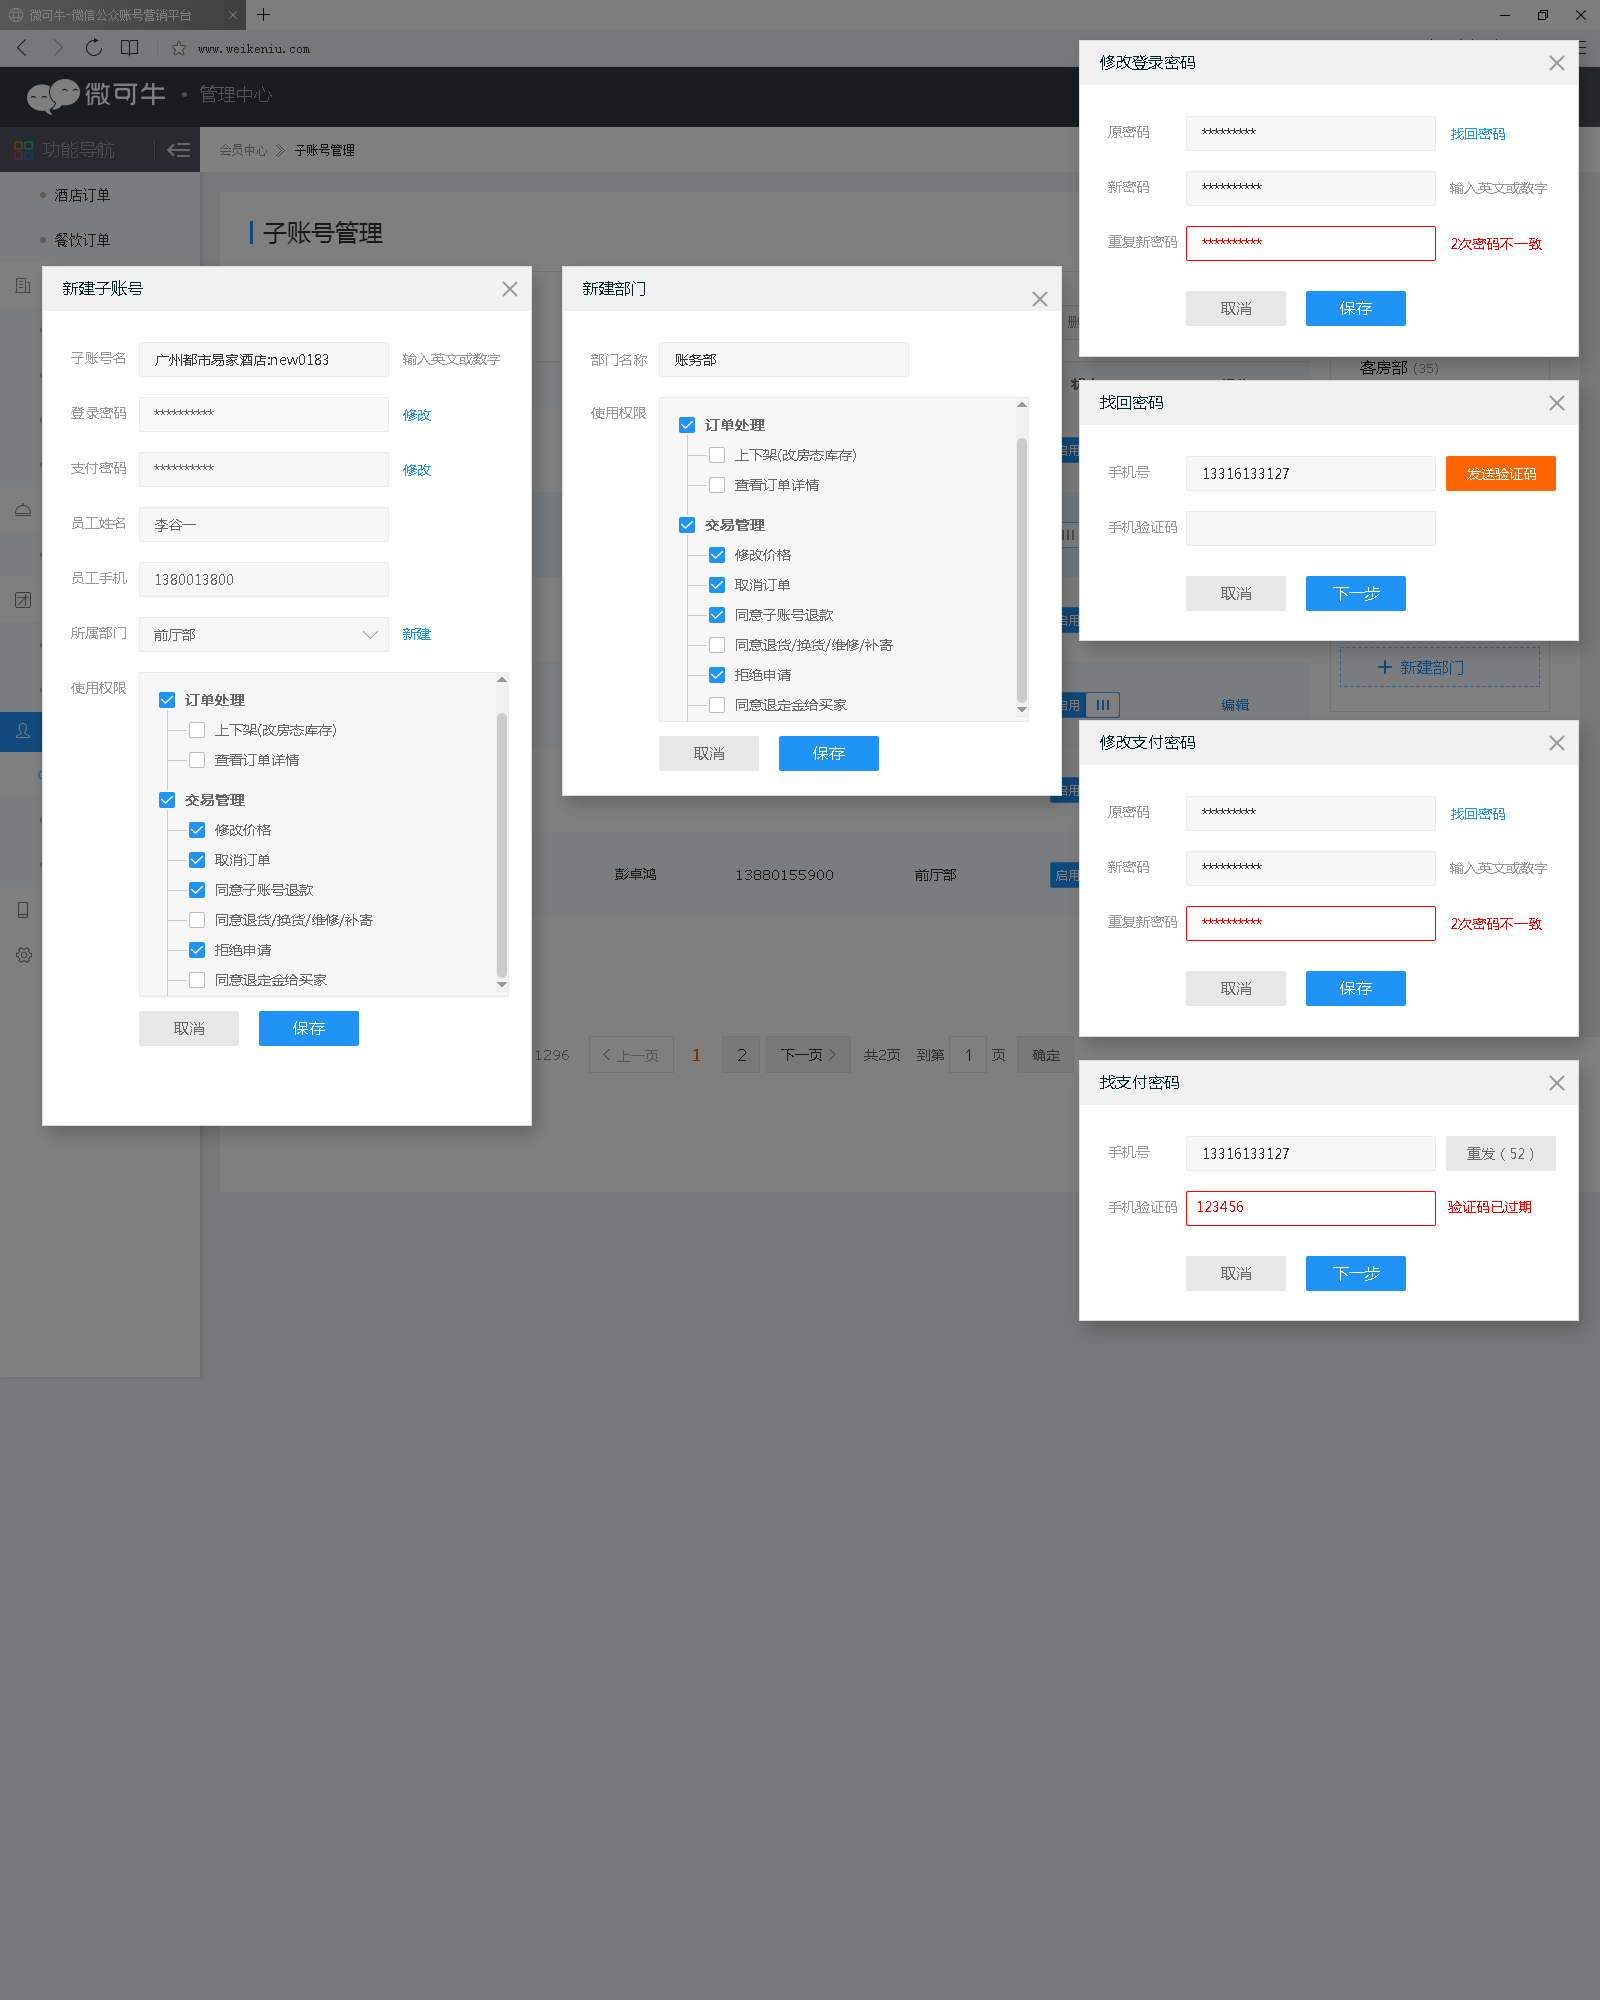 微可牛-微信公众账号营销平台
www.weikeniu.com
微可牛 • 管理中心
功能导航
会员中心 > 子账号管理
酒店订单
餐饮订单
子账号管理
新建子账号
子账号名 广州都市易家酒店:new0183 输入英文或数字
登录密码 ********** 修改
支付密码 ********** 修改
员工姓名 李谷一
员工手机 1380013800
所属部门 前厅部 新建
使用权限
订单处理
上下架(改房态库存)
查看订单详情
交易管理
修改价格
取消订单
同意子账号退款
同意退货/换货/维修/补寄
拒绝申请
同意退定金给买家
取消 保存
新建部门
部门名称 账务部
使用权限
订单处理
上下架(改房态库存)
查看订单详情
交易管理
修改价格
取消订单
同意子账号退款
同意退货/换货/维修/补寄
拒绝申请
同意退定金给买家
取消 保存
彭卓鸿 13880155900 前厅部 启用
1296 上一页 1 2 下一页 共2页 到第 1 页 确定
修改登录密码
原密码 ********* 找回密码
新密码 ********** 输入英文或数字
重复新密码 ********** 2次密码不一致
取消 保存
客房部 (35)
找回密码
手机号 13316133127 发送验证码
手机验证码
取消 下一步
+ 新建部门
启用 编辑
修改支付密码
原密码 ********* 找回密码
新密码 ********** 输入英文或数字
重复新密码 ********** 2次密码不一致
取消 保存
找支付密码
手机号 13316133127 重发（52）
手机验证码 123456 验证码已过期
取消 下一步